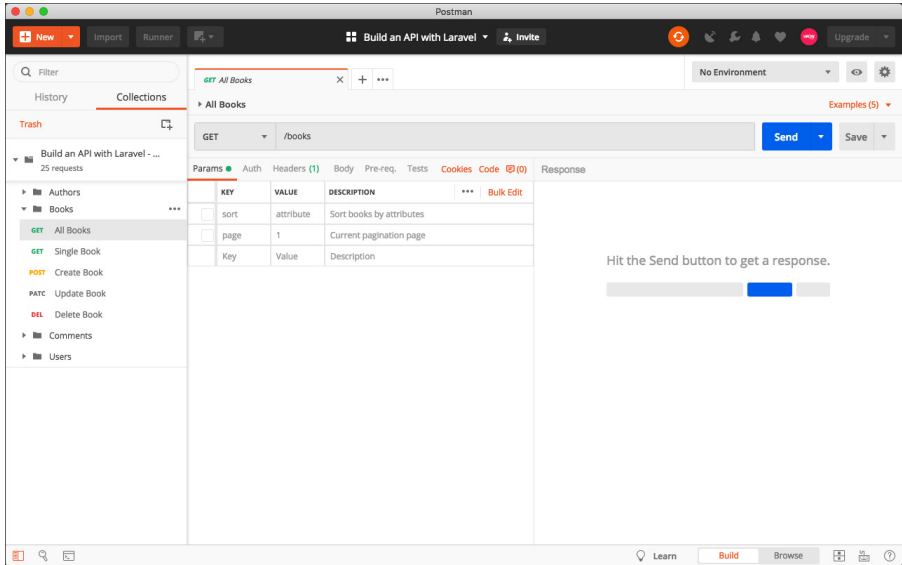 Postman
New Import Runner Build an API with Laravel Invite Upgrade
Filter
History Collections
Trash
Build an API with Laravel - ...
25 requests
Authors
Books
GET All Books
GET Single Book
POST Create Book
PATC Update Book
DEL Delete Book
Comments
Users
GET All Books
No Environment
All Books Examples (5)
GET /books Send Save
Params Auth Headers (1) Body Pre-req. Tests Cookies Code (0) Response
KEY VALUE DESCRIPTION Bulk Edit
sort attribute Sort books by attributes
page 1 Current pagination page
Key Value Description
Hit the Send button to get a response.
Learn Build Browse